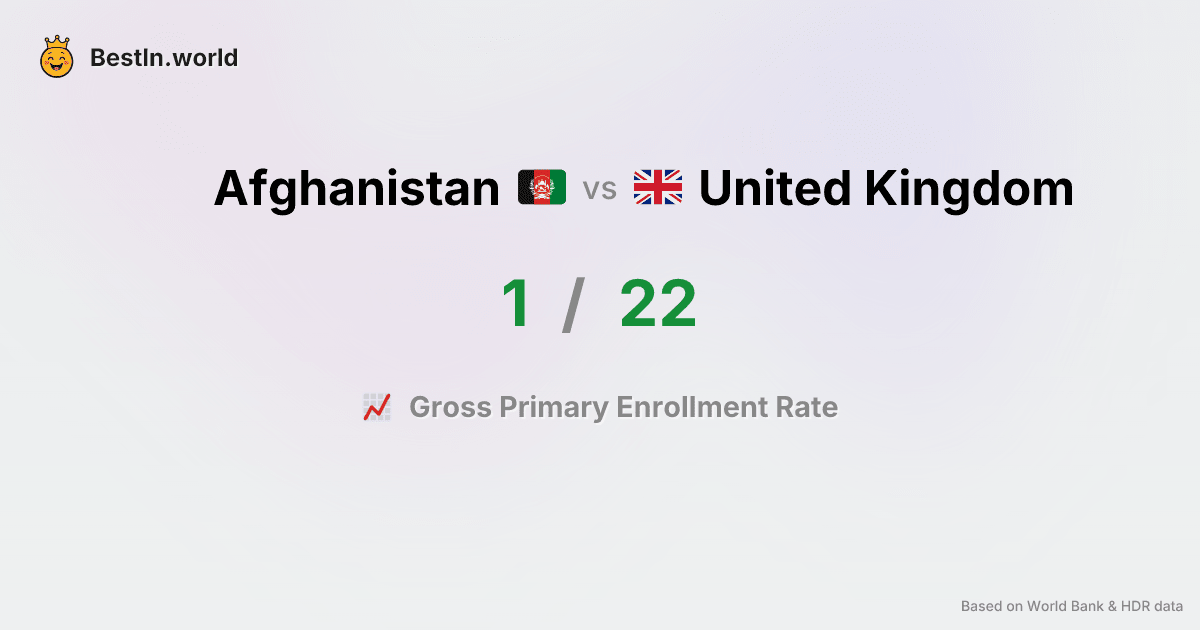 BestIn.world
Afghanistan vs United Kingdom
1 / 22
Gross Primary Enrollment Rate
Based on World Bank & HDR data